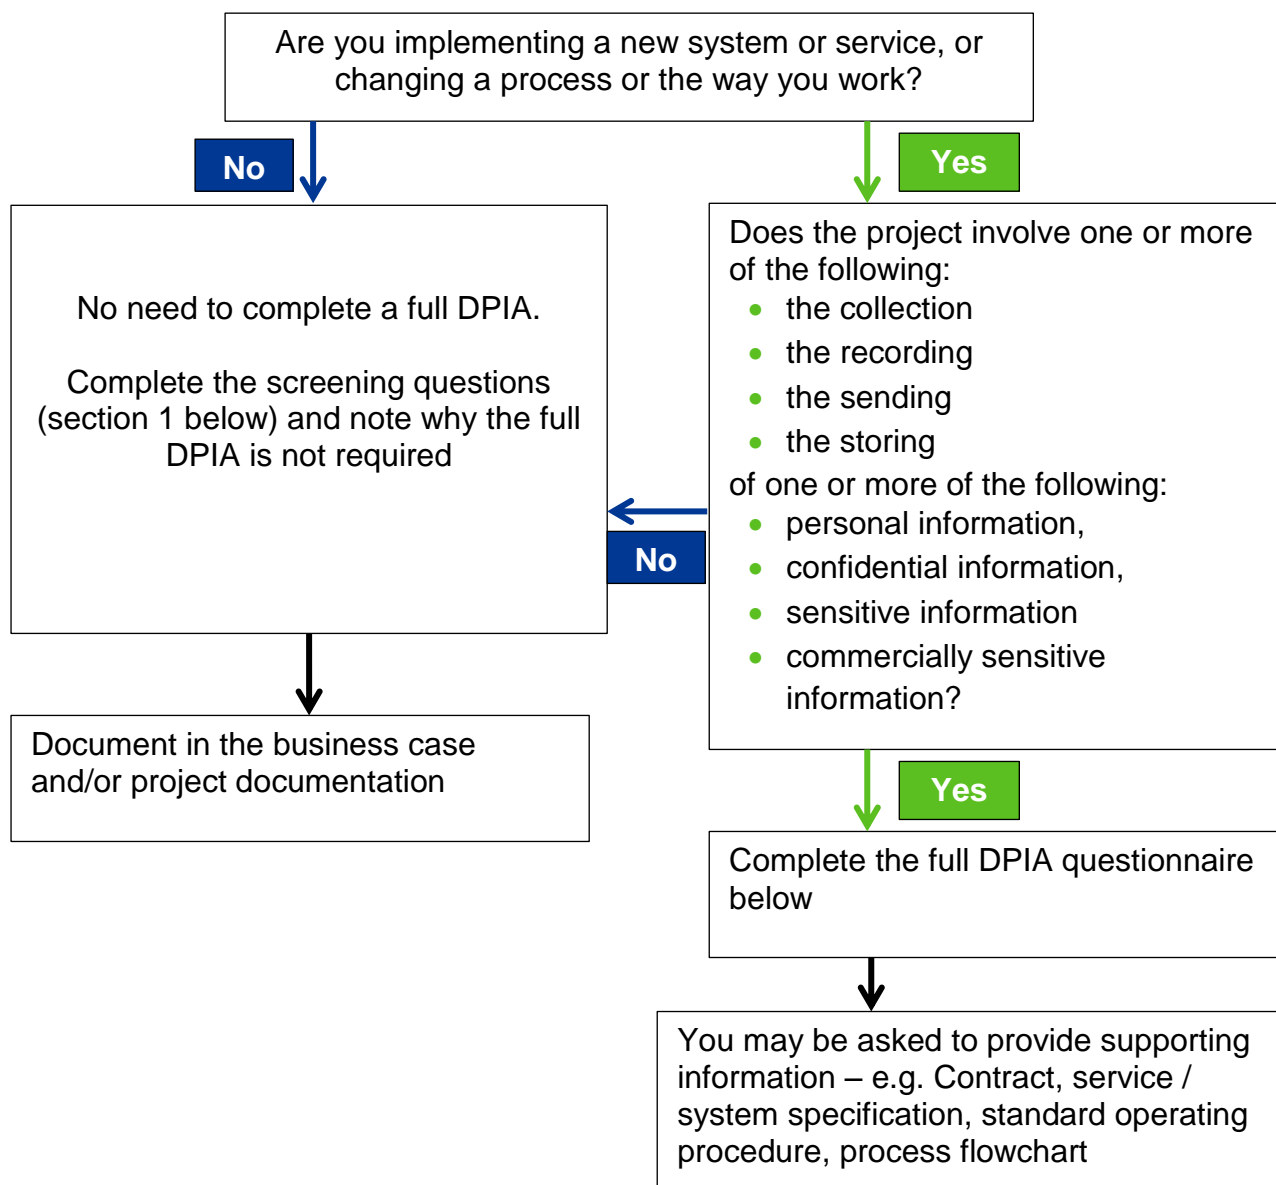 Are you implementing a new system or service, or
changing a process or the way you work?
No
Yes
No need to complete a full DPIA.
Complete the screening questions
(section 1 below) and note why the full
DPIA is not required
Does the project involve one or more
of the following:
• the collection
• the recording
• the sending
• the storing
of one or more of the following:
• personal information,
• confidential information,
• sensitive information
• commercially sensitive
information?
No
Document in the business case
and/or project documentation
Yes
Complete the full DPIA questionnaire
below
You may be asked to provide supporting
information – e.g. Contract, service /
system specification, standard operating
procedure, process flowchart